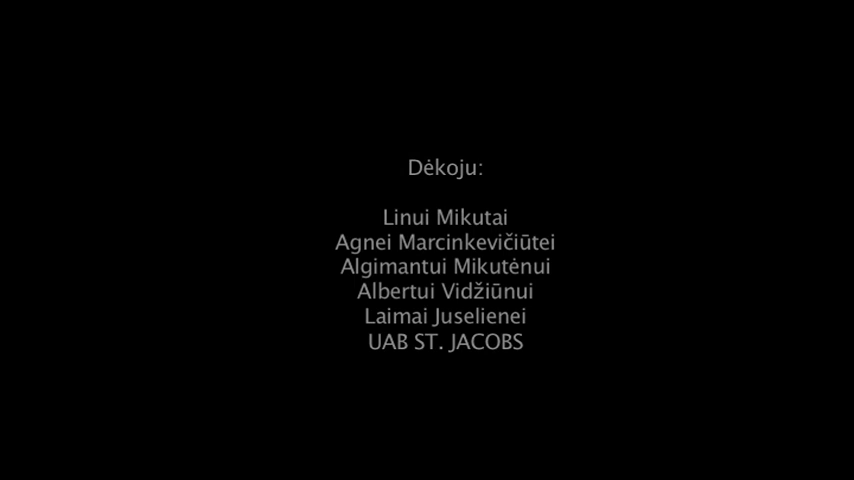 Dėkoju:
Linui Mikutai
Agnei Marcinkevičiūtei
Algimantui Mikutėnui
Albertui Vidžiūnui
Laimai Juselienei
UAB ST. JACOBS